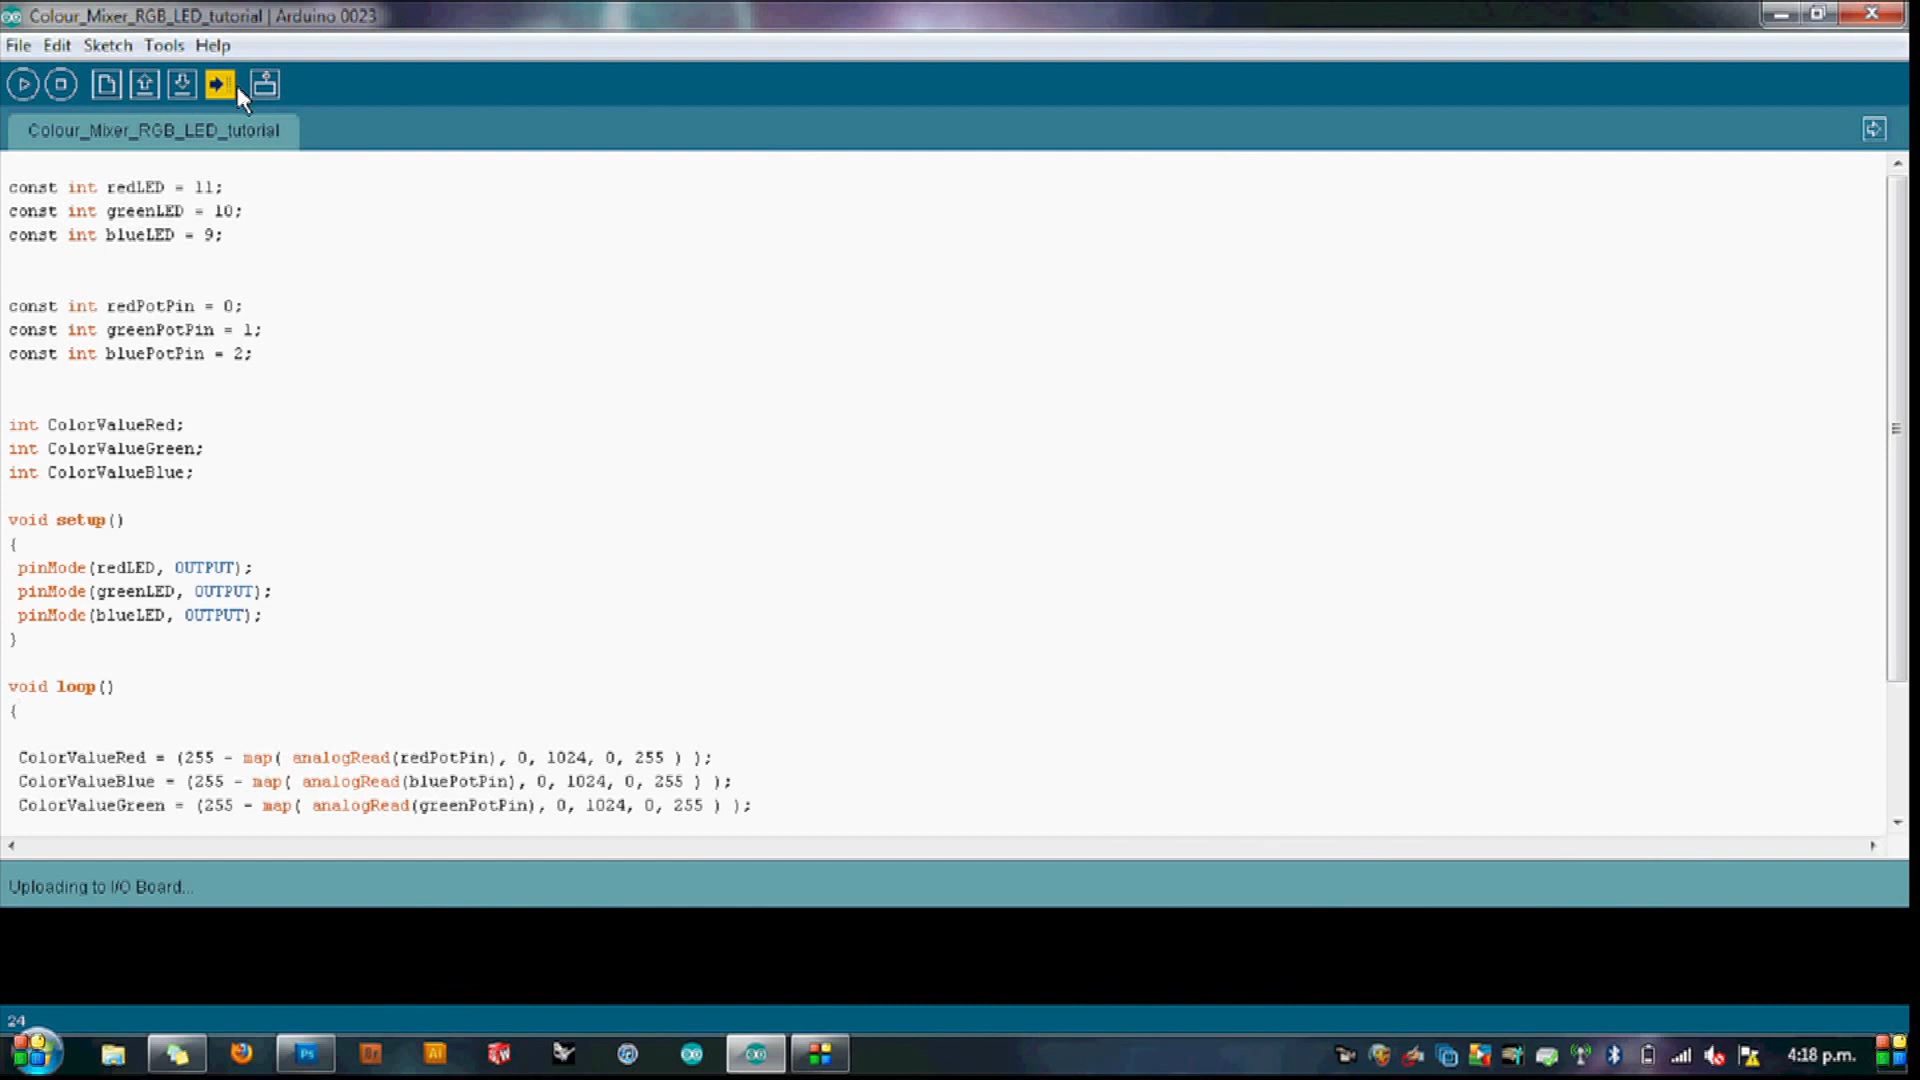 Colour_Mixer_RGB_LED_tutorial | Arduino 0023
File Edit Sketch Tools Help
Colour_Mixer_RGB_LED_tutorial
const int redLED = 11;
const int greenLED = 10;
const int blueLED = 9;
const int redPotPin = 0;
const int greenPotPin = 1;
const int bluePotPin = 2;
int ColorValueRed;
int ColorValueGreen;
int ColorValueBlue;
void setup()
{
pinMode(redLED, OUTPUT);
pinMode(greenLED, OUTPUT);
pinMode(blueLED, OUTPUT);
}
void loop()
{
ColorValueRed = (255 - map( analogRead(redPotPin), 0, 1024, 0, 255 ) );
ColorValueBlue = (255 - map( analogRead(bluePotPin), 0, 1024, 0, 255 ) );
ColorValueGreen = (255 - map( analogRead(greenPotPin), 0, 1024, 0, 255 ) );
Uploading to I/O Board...
24
Ps
Br
Ai
4:18 p.m.